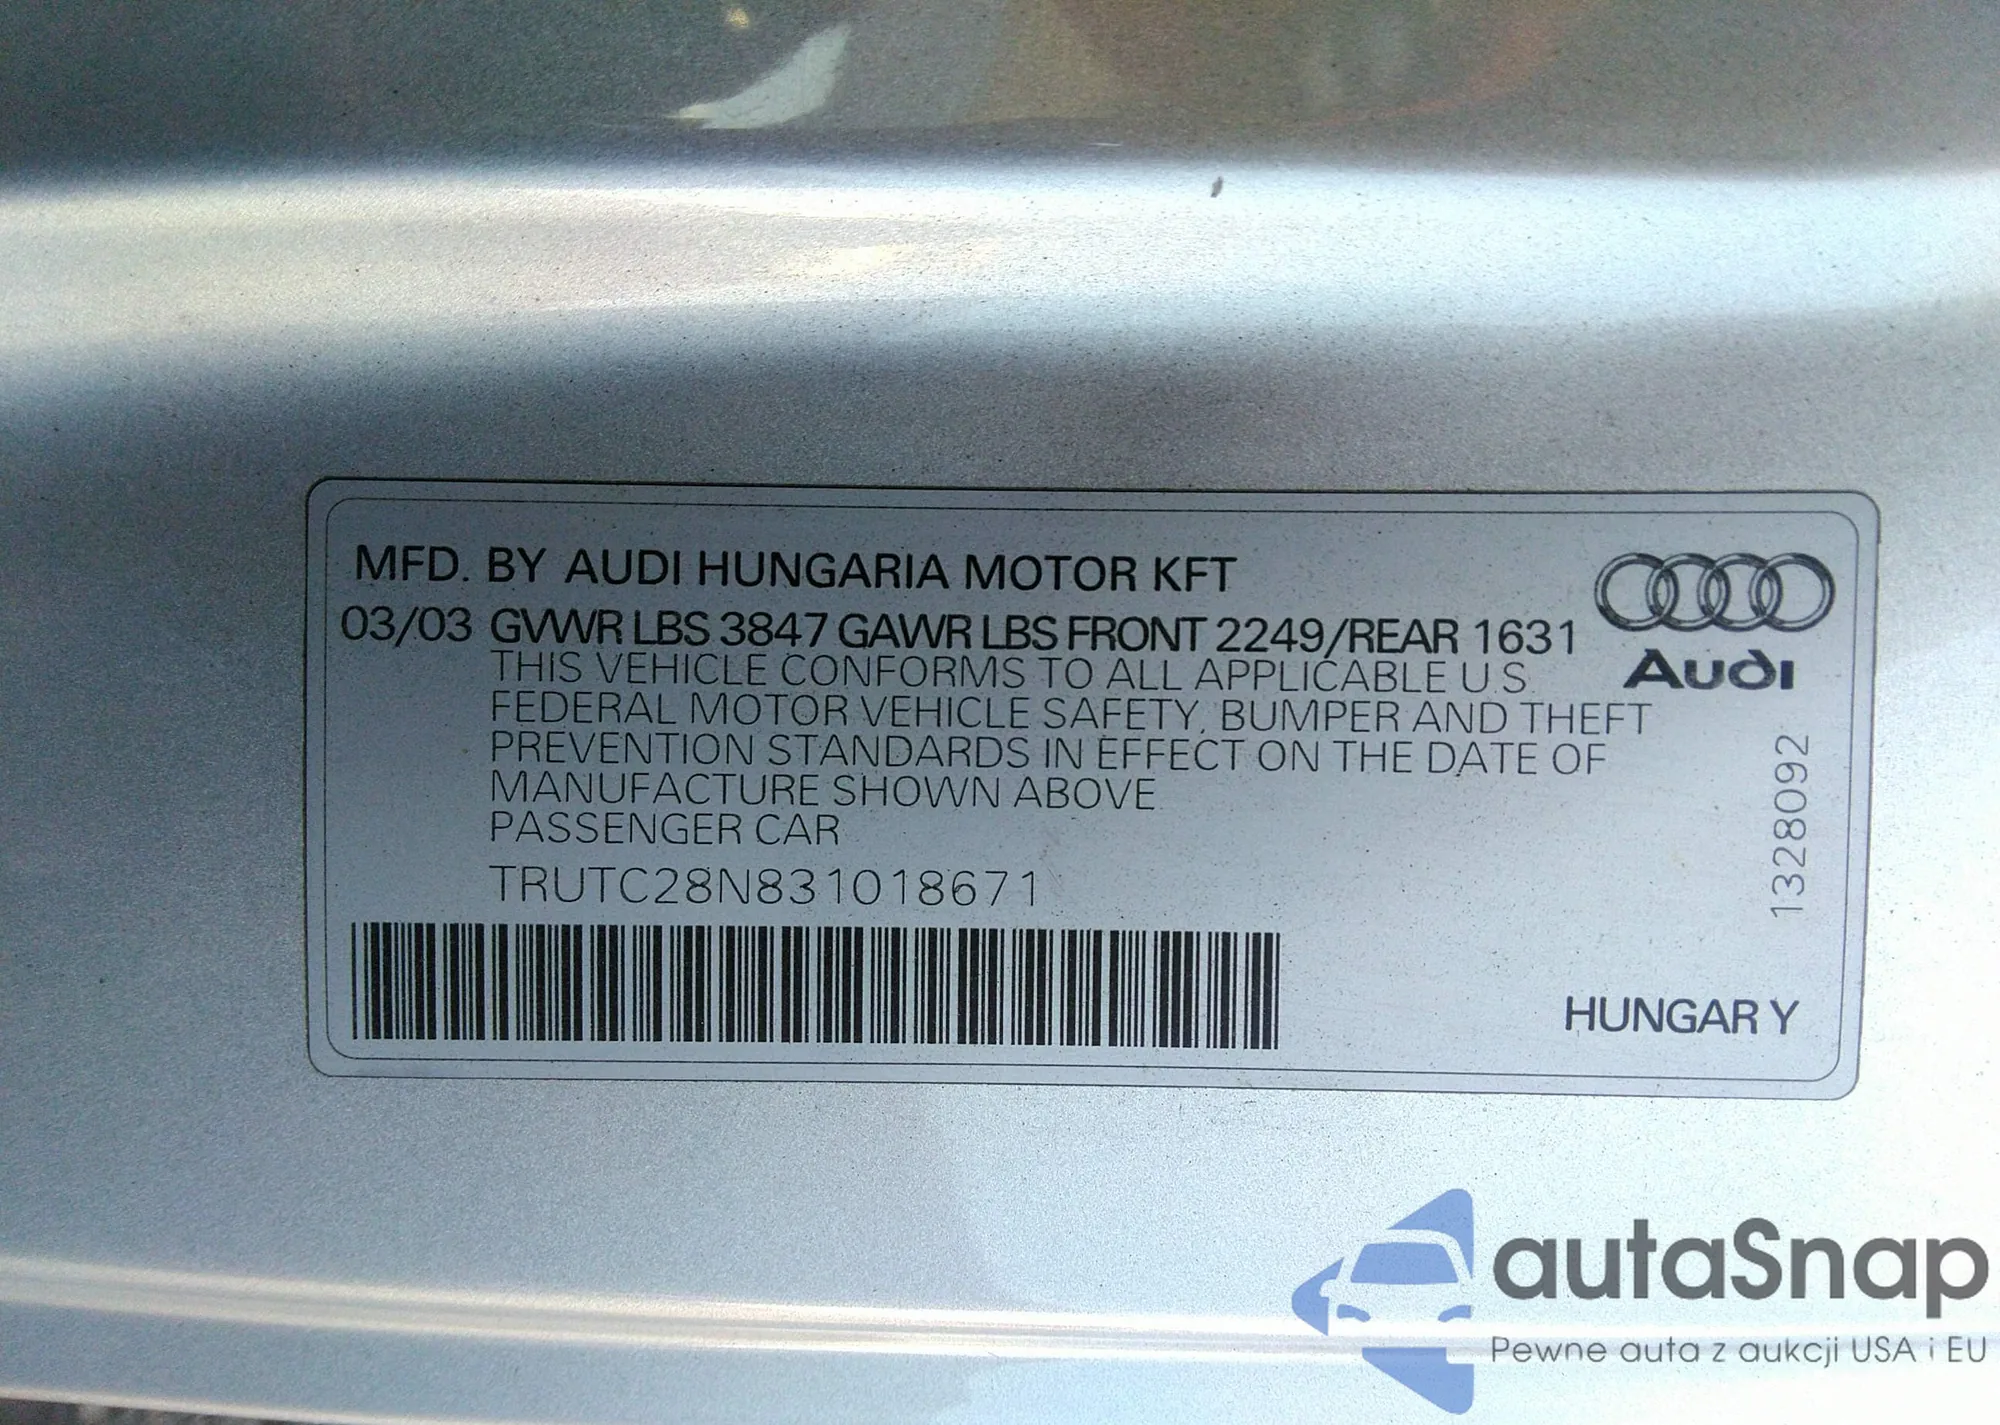 MFD. BY AUDI HUNGARIA MOTOR KFT
03/03 GVWR LBS 3847 GAWR LBS FRONT 2249/REAR 1631
THIS VEHICLE CONFORMS TO ALL APPLICABLE U.S.
FEDERAL MOTOR VEHICLE SAFETY, BUMPER AND THEFT
PREVENTION STANDARDS IN EFFECT ON THE DATE OF
MANUFACTURE SHOWN ABOVE
PASSENGER CAR
TRUTC28N831018671
Audi
1328092
HUNGARY
autaSnap
Pewne auta z aukcji USA i EU